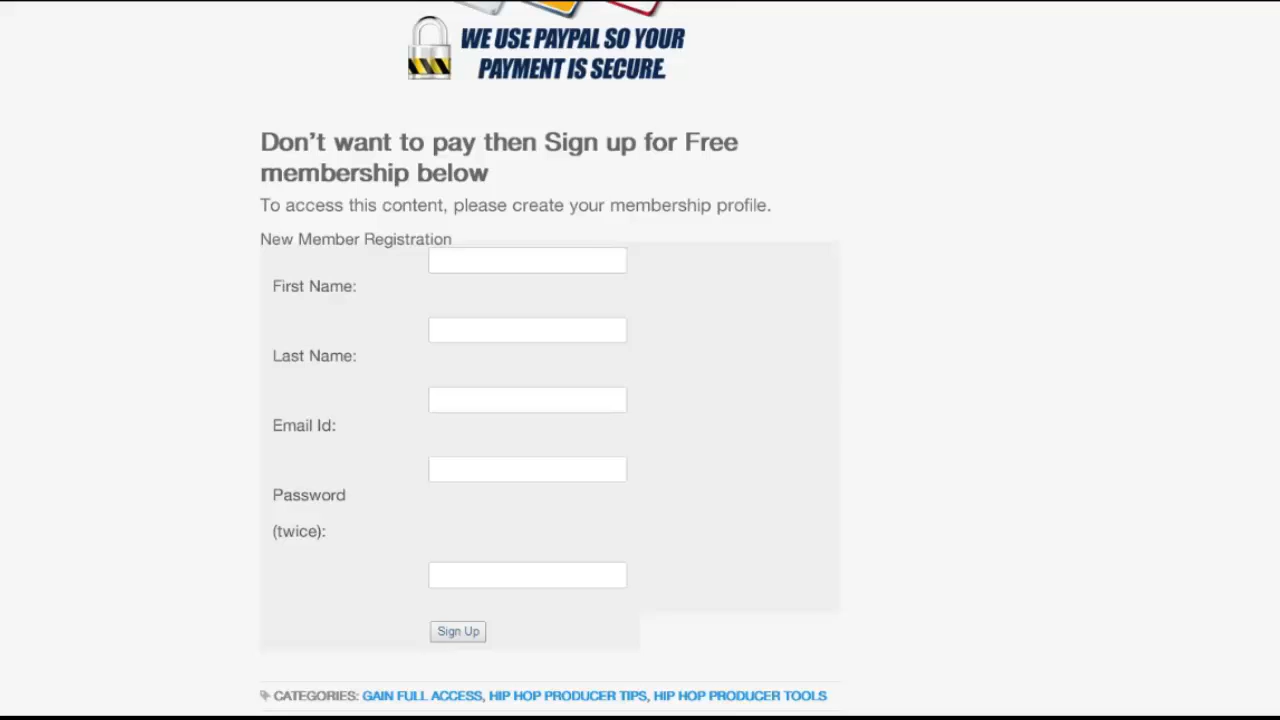 WE USE PAYPAL SO YOUR
PAYMENT IS SECURE.
Don't want to pay then Sign up for Free
membership below
To access this content, please create your membership profile.
New Member Registration
First Name:
Last Name:
Email Id:
Password
(twice):
Sign Up
CATEGORIES: GAIN FULL ACCESS, HIP HOP PRODUCER TIPS, HIP HOP PRODUCER TOOLS